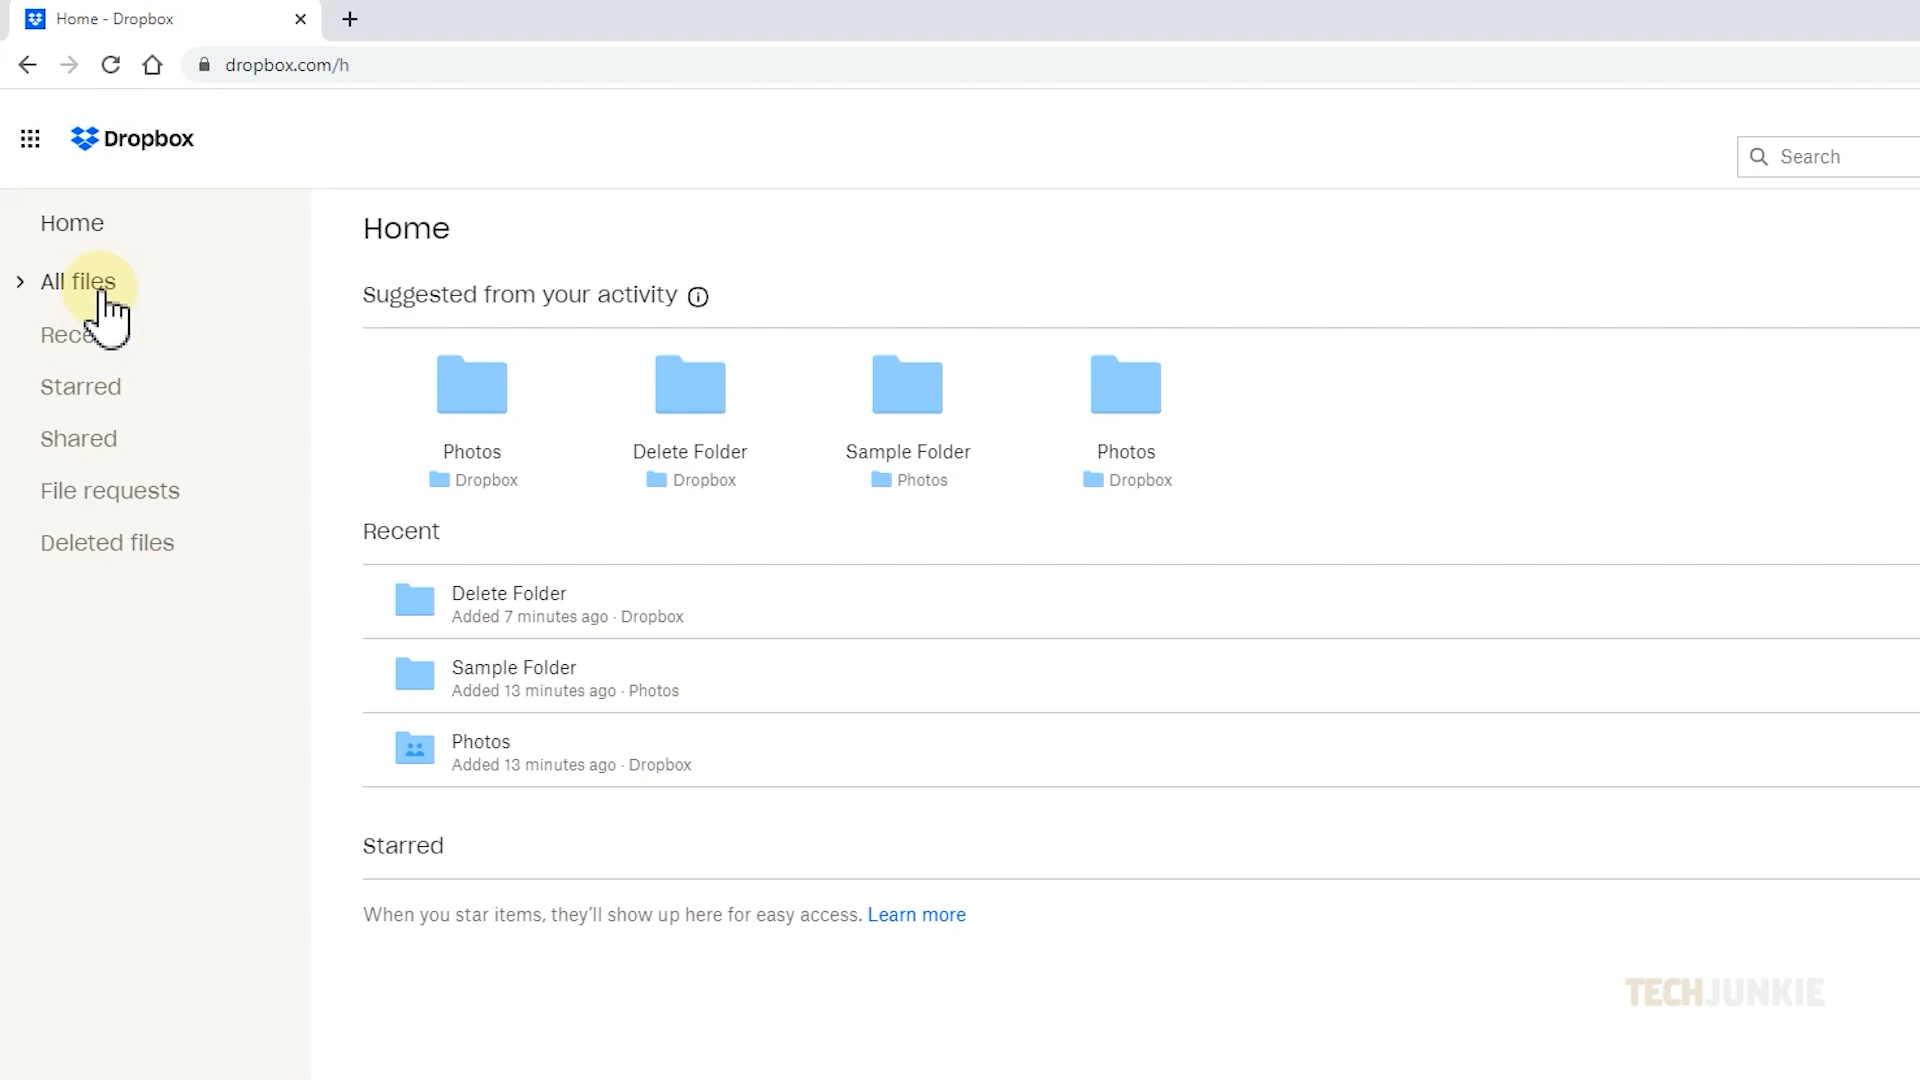 Home - Dropbox
dropbox.com/h
Dropbox
Search
Home
All files
Rece
Starred
Shared
File requests
Deleted files
Home
Suggested from your activity
Photos
Dropbox
Delete Folder
Dropbox
Sample Folder
Photos
Photos
Dropbox
Recent
Delete Folder
Added 7 minutes ago · Dropbox
Sample Folder
Added 13 minutes ago · Photos
Photos
Added 13 minutes ago · Dropbox
Starred
When you star items, they’ll show up here for easy access. Learn more
TECHJUNKIE